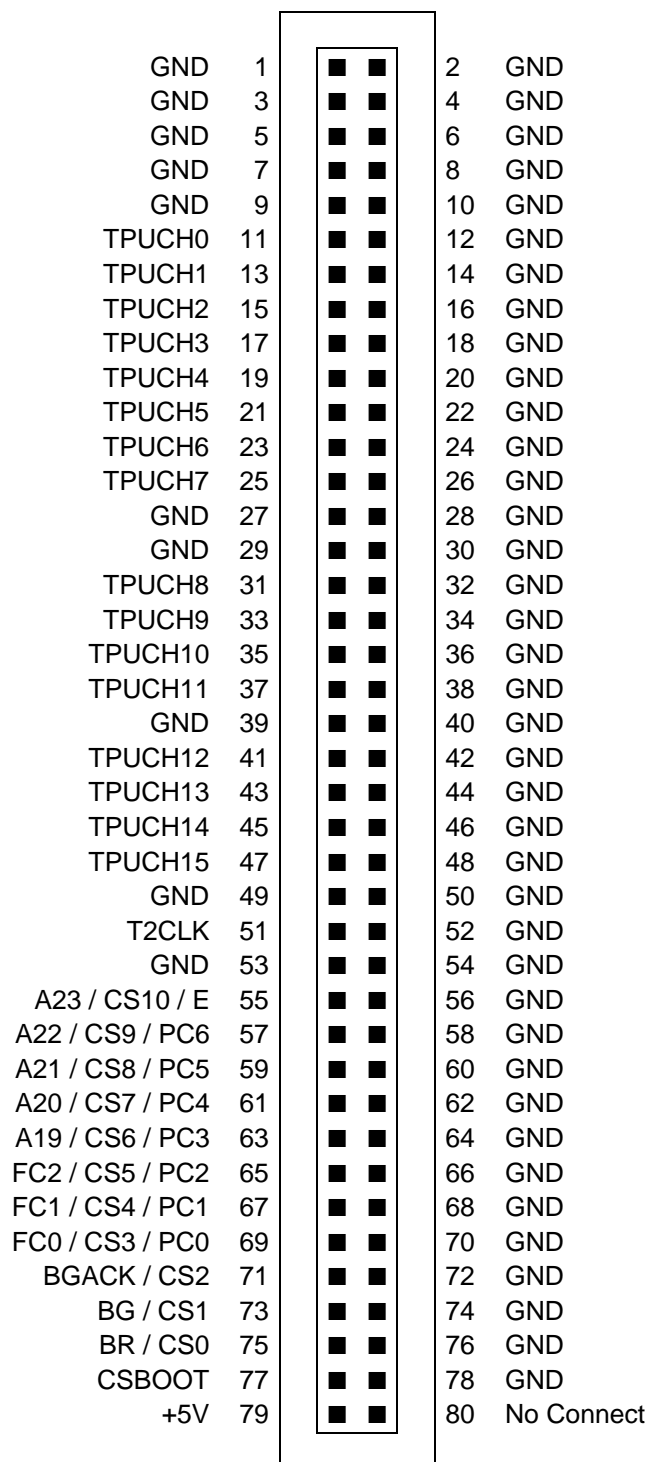 GND 1 2 GND
GND 3 4 GND
GND 5 6 GND
GND 7 8 GND
GND 9 10 GND
TPUCH0 11 12 GND
TPUCH1 13 14 GND
TPUCH2 15 16 GND
TPUCH3 17 18 GND
TPUCH4 19 20 GND
TPUCH5 21 22 GND
TPUCH6 23 24 GND
TPUCH7 25 26 GND
GND 27 28 GND
GND 29 30 GND
TPUCH8 31 32 GND
TPUCH9 33 34 GND
TPUCH10 35 36 GND
TPUCH11 37 38 GND
GND 39 40 GND
TPUCH12 41 42 GND
TPUCH13 43 44 GND
TPUCH14 45 46 GND
TPUCH15 47 48 GND
GND 49 50 GND
T2CLK 51 52 GND
GND 53 54 GND
A23 / CS10 / E 55 56 GND
A22 / CS9 / PC6 57 58 GND
A21 / CS8 / PC5 59 60 GND
A20 / CS7 / PC4 61 62 GND
A19 / CS6 / PC3 63 64 GND
FC2 / CS5 / PC2 65 66 GND
FC1 / CS4 / PC1 67 68 GND
FC0 / CS3 / PC0 69 70 GND
BGACK / CS2 71 72 GND
BG / CS1 73 74 GND
BR / CS0 75 76 GND
CSBOOT 77 78 GND
+5V 79 80 No Connect